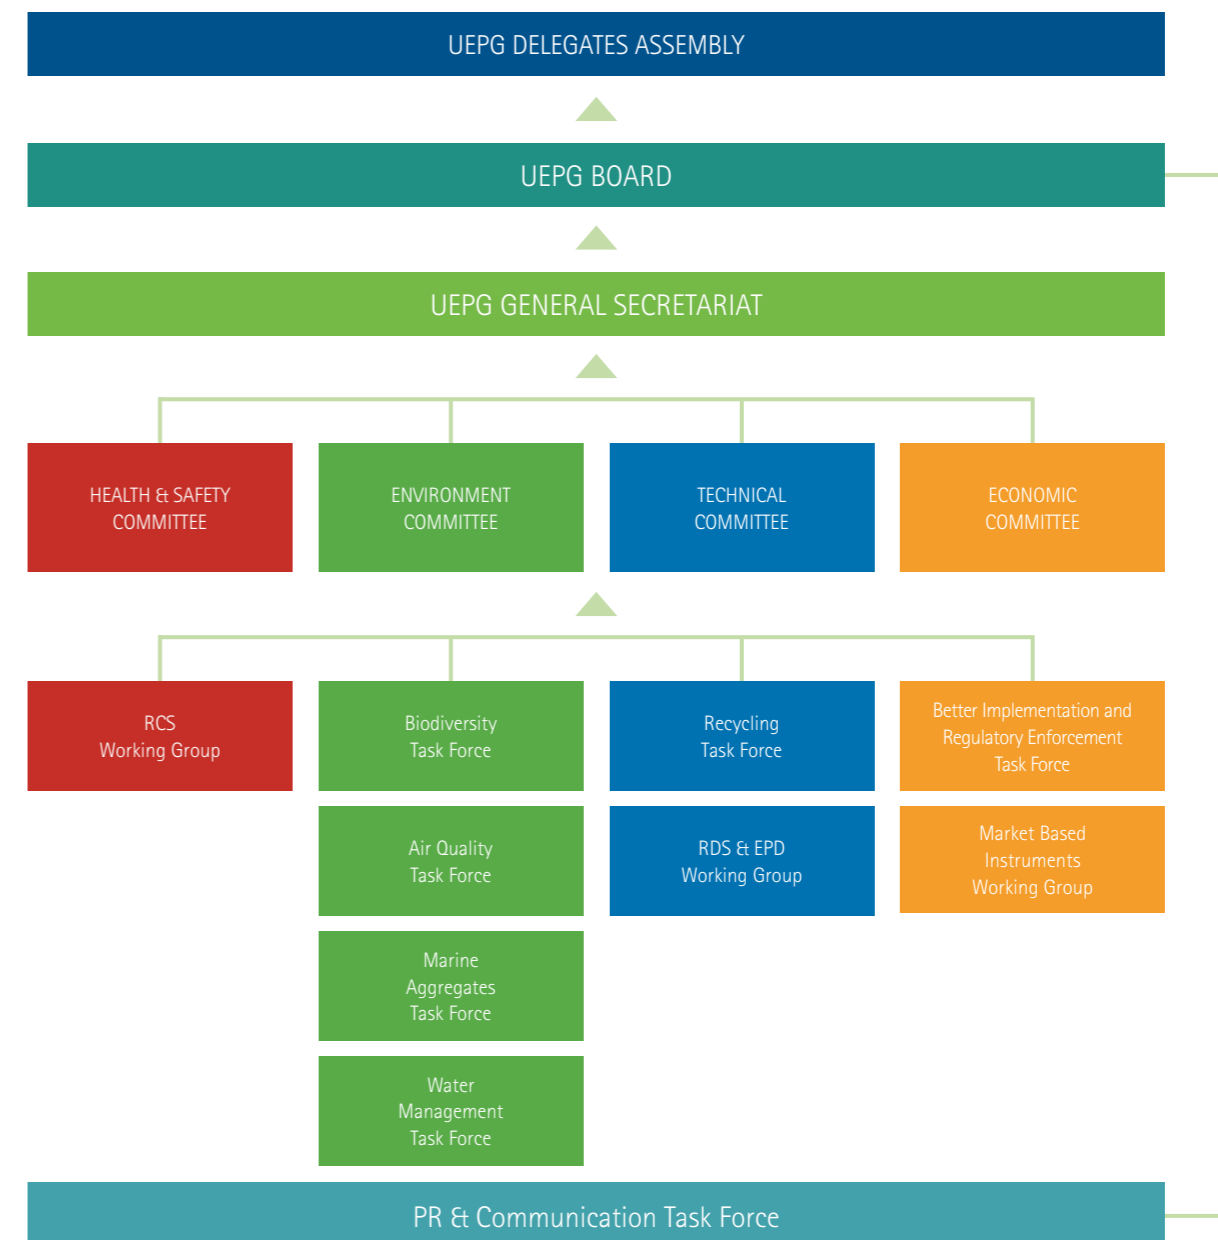 UEPG DELEGATES ASSEMBLY
UEPG BOARD
UEPG GENERAL SECRETARIAT
HEALTH & SAFETY
COMMITTEE
ENVIRONMENT
COMMITTEE
TECHNICAL
COMMITTEE
ECONOMIC
COMMITTEE
RCS
Working Group
Biodiversity
Task Force
Recycling
Task Force
Better Implementation and
Regulatory Enforcement
Task Force
Air Quality
Task Force
RDS & EPD
Working Group
Market Based
Instruments
Working Group
Marine
Aggregates
Task Force
Water
Management
Task Force
PR & Communication Task Force